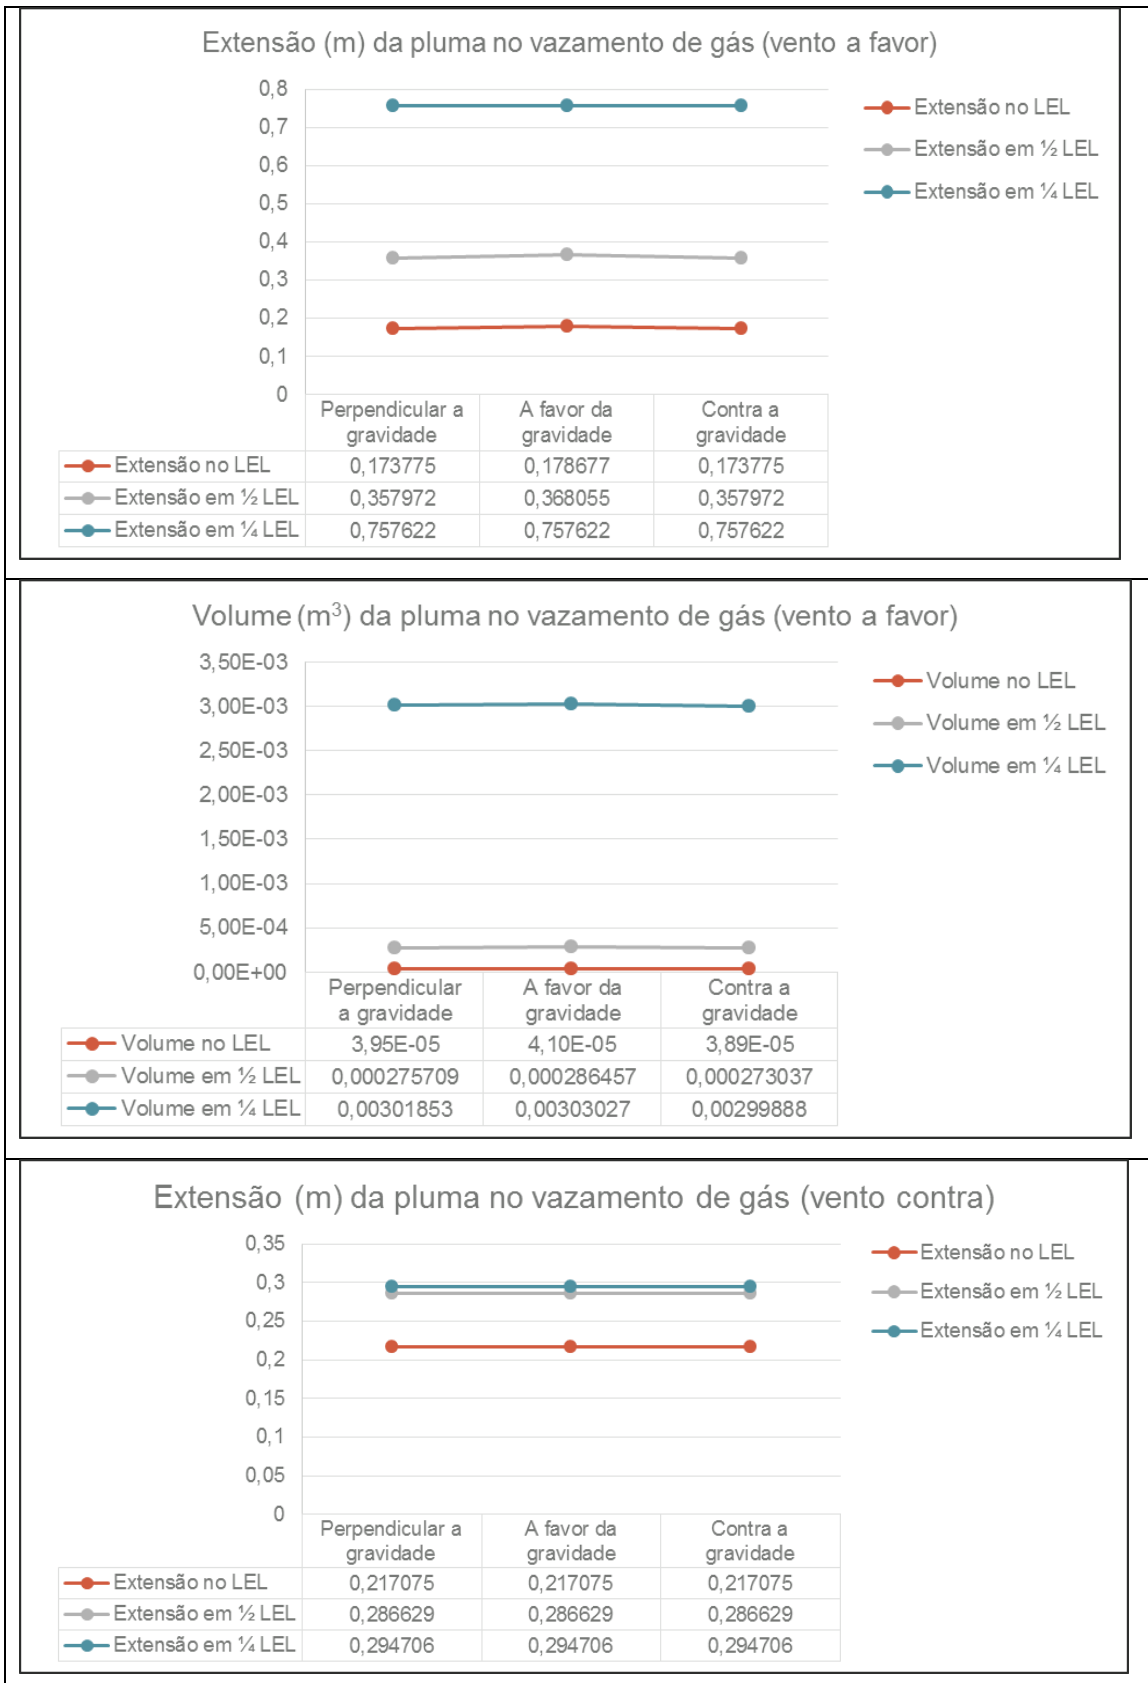 Extensão (m) da pluma no vazamento de gás (vento a favor)
0,8
0,7
0,6
0,5
0,4
0,3
0,2
0,1
0
Extensão no LEL
Extensão em ½ LEL
Extensão em ¼ LEL
Perpendicular a gravidade A favor da gravidade Contra a gravidade
Extensão no LEL 0,173775 0,178677 0,173775
Extensão em ½ LEL 0,357972 0,368055 0,357972
Extensão em ¼ LEL 0,757622 0,757622 0,757622
Volume (m³) da pluma no vazamento de gás (vento a favor)
3,50E-03
3,00E-03
2,50E-03
2,00E-03
1,50E-03
1,00E-03
5,00E-04
0,00E+00
Volume no LEL
Volume em ½ LEL
Volume em ¼ LEL
Perpendicular a gravidade A favor da gravidade Contra a gravidade
Volume no LEL 3,95E-05 4,10E-05 3,89E-05
Volume em ½ LEL 0,000275709 0,000286457 0,000273037
Volume em ¼ LEL 0,00301853 0,00303027 0,00299888
Extensão (m) da pluma no vazamento de gás (vento contra)
0,35
0,3
0,25
0,2
0,15
0,1
0,05
0
Extensão no LEL
Extensão em ½ LEL
Extensão em ¼ LEL
Perpendicular a gravidade A favor da gravidade Contra a gravidade
Extensão no LEL 0,217075 0,217075 0,217075
Extensão em ½ LEL 0,286629 0,286629 0,286629
Extensão em ¼ LEL 0,294706 0,294706 0,294706